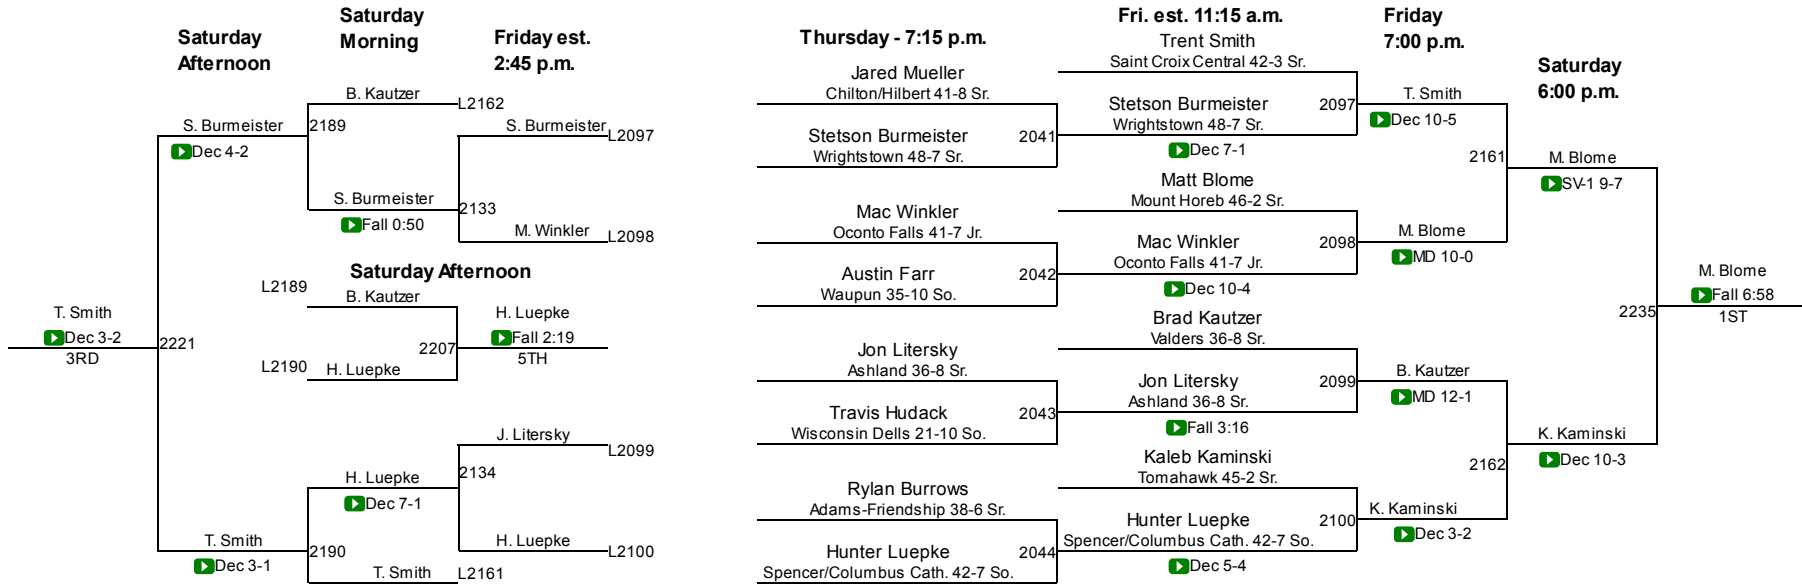 Saturday
Afternoon
Saturday
Morning
Friday est.
2:45 p.m.
B. Kautzer
L2162
S. Burmeister
2189
S. Burmeister
L2097
Dec 4-2
S. Burmeister
2133
Fall 0:50
M. Winkler
L2098
Saturday Afternoon
L2189
B. Kautzer
T. Smith
H. Luepke
Dec 3-2
2221
2207
Fall 2:19
3RD
5TH
L2190
H. Luepke
J. Litersky
L2099
H. Luepke
2134
Dec 7-1
T. Smith
2190
H. Luepke
L2100
Dec 3-1
T. Smith
L2161
Thursday - 7:15 p.m.
Jared Mueller
Chilton/Hilbert 41-8 Sr.
Stetson Burmeister
2041
Wrightstown 48-7 Sr.
Mac Winkler
Oconto Falls 41-7 Jr.
Austin Farr
2042
Waupun 35-10 So.
Jon Litersky
Ashland 36-8 Sr.
Travis Hudack
2043
Wisconsin Dells 21-10 So.
Rylan Burrows
Adams-Friendship 38-6 Sr.
Hunter Luepke
2044
Spencer/Columbus Cath. 42-7 So.
Fri. est. 11:15 a.m.
Trent Smith
Saint Croix Central 42-3 Sr.
Stetson Burmeister
2097
Wrightstown 48-7 Sr.
Dec 7-1
Matt Blome
Mount Horeb 46-2 Sr.
Mac Winkler
2098
Oconto Falls 41-7 Jr.
Dec 10-4
Brad Kautzer
Valders 36-8 Sr.
Jon Litersky
2099
Ashland 36-8 Sr.
Fall 3:16
Kaleb Kaminski
Tomahawk 45-2 Sr.
Hunter Luepke
2100
Spencer/Columbus Cath. 42-7 So.
Dec 5-4
Friday
7:00 p.m.
T. Smith
Dec 10-5
2161
M. Blome
MD 10-0
B. Kautzer
MD 12-1
2162
K. Kaminski
Dec 3-2
Saturday
6:00 p.m.
M. Blome
SV-1 9-7
2235
K. Kaminski
Dec 10-3
M. Blome
Fall 6:58
1ST